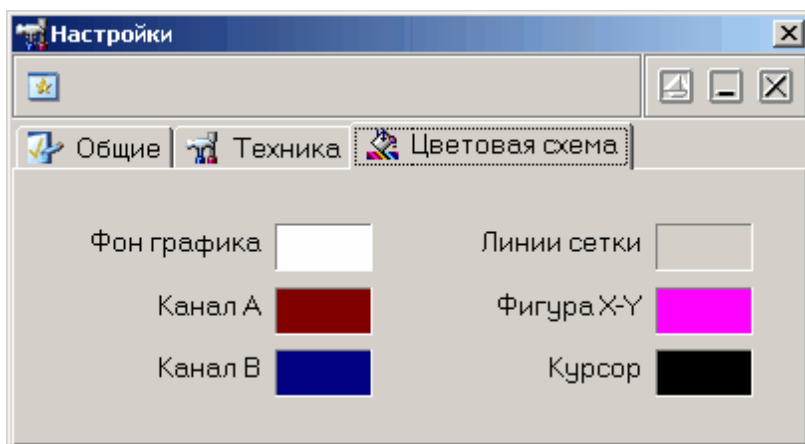 Настройки
Общие Техника Цветовая схема
Фон графика Линии сетки
Канал A Фигура X-Y
Канал B Курсор